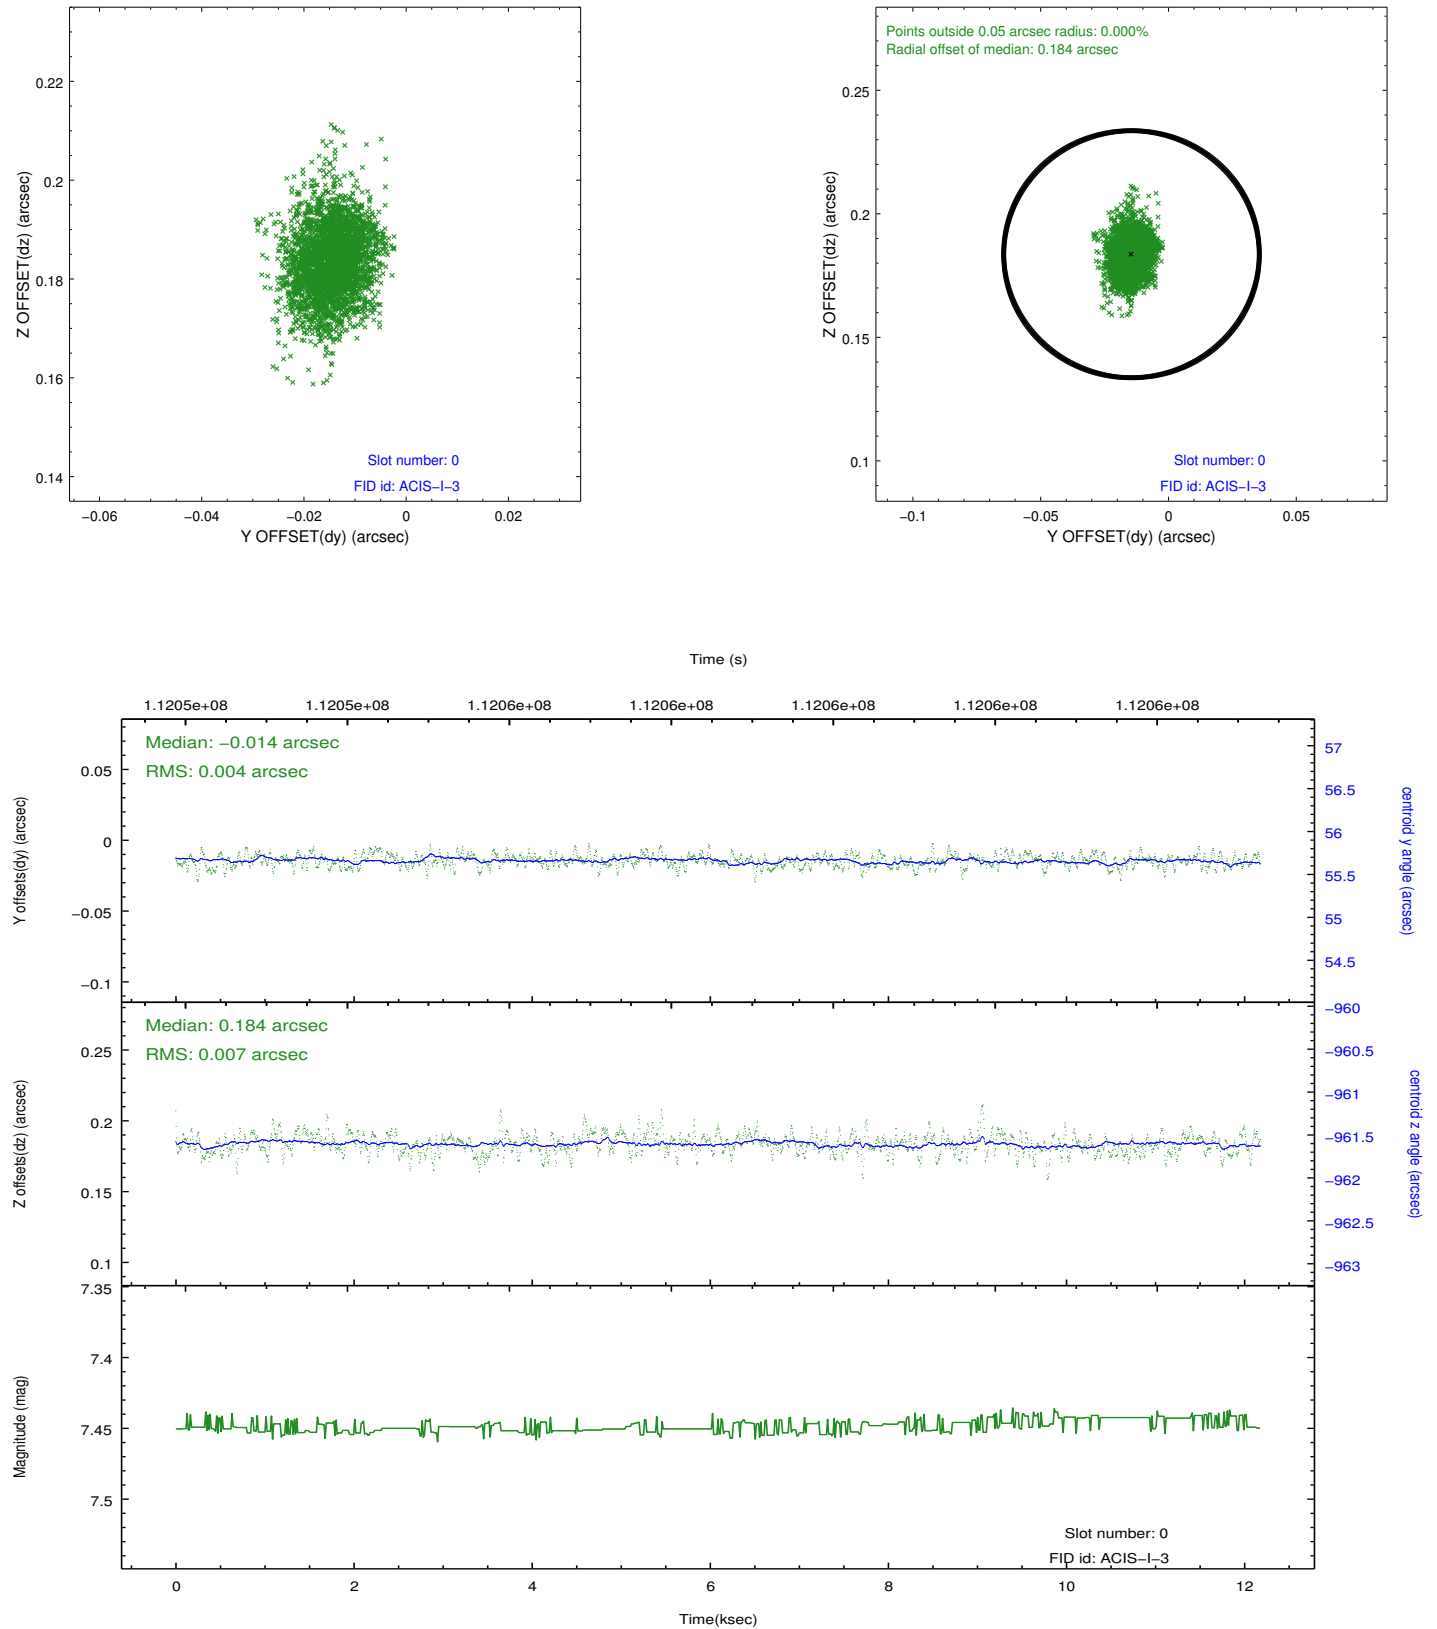 0.22
0.2
0.18
0.16
0.14
Z OFFSET(dz) (arcsec)
Slot number: 0
FID id: ACIS−I−3
−0.06 −0.04 −0.02 0 0.02
Y OFFSET(dy) (arcsec)
Points outside 0.05 arcsec radius: 0.000%
Radial offset of median: 0.184 arcsec
0.25
0.2
0.15
0.1
Z OFFSET(dz) (arcsec)
Slot number: 0
FID id: ACIS−I−3
−0.1 −0.05 0 0.05
Y OFFSET(dy) (arcsec)
Time (s)
1.1205e+08 1.1205e+08 1.1206e+08 1.1206e+08 1.1206e+08 1.1206e+08 1.1206e+08
Median: −0.014 arcsec
RMS: 0.004 arcsec
0.05
0
−0.05
−0.1
Y offsets(dy) (arcsec)
57
56.5
56
55.5
55
54.5
centroid y angle (arcsec)
Median: 0.184 arcsec
RMS: 0.007 arcsec
0.25
0.2
0.15
0.1
Z offsets(dz) (arcsec)
−960
−960.5
−961
−961.5
−962
−962.5
−963
centroid z angle (arcsec)
7.35
7.4
7.45
7.5
Magnitude (mag)
Slot number: 0
FID id: ACIS−I−3
0 2 4 6 8 10 12
Time(ksec)